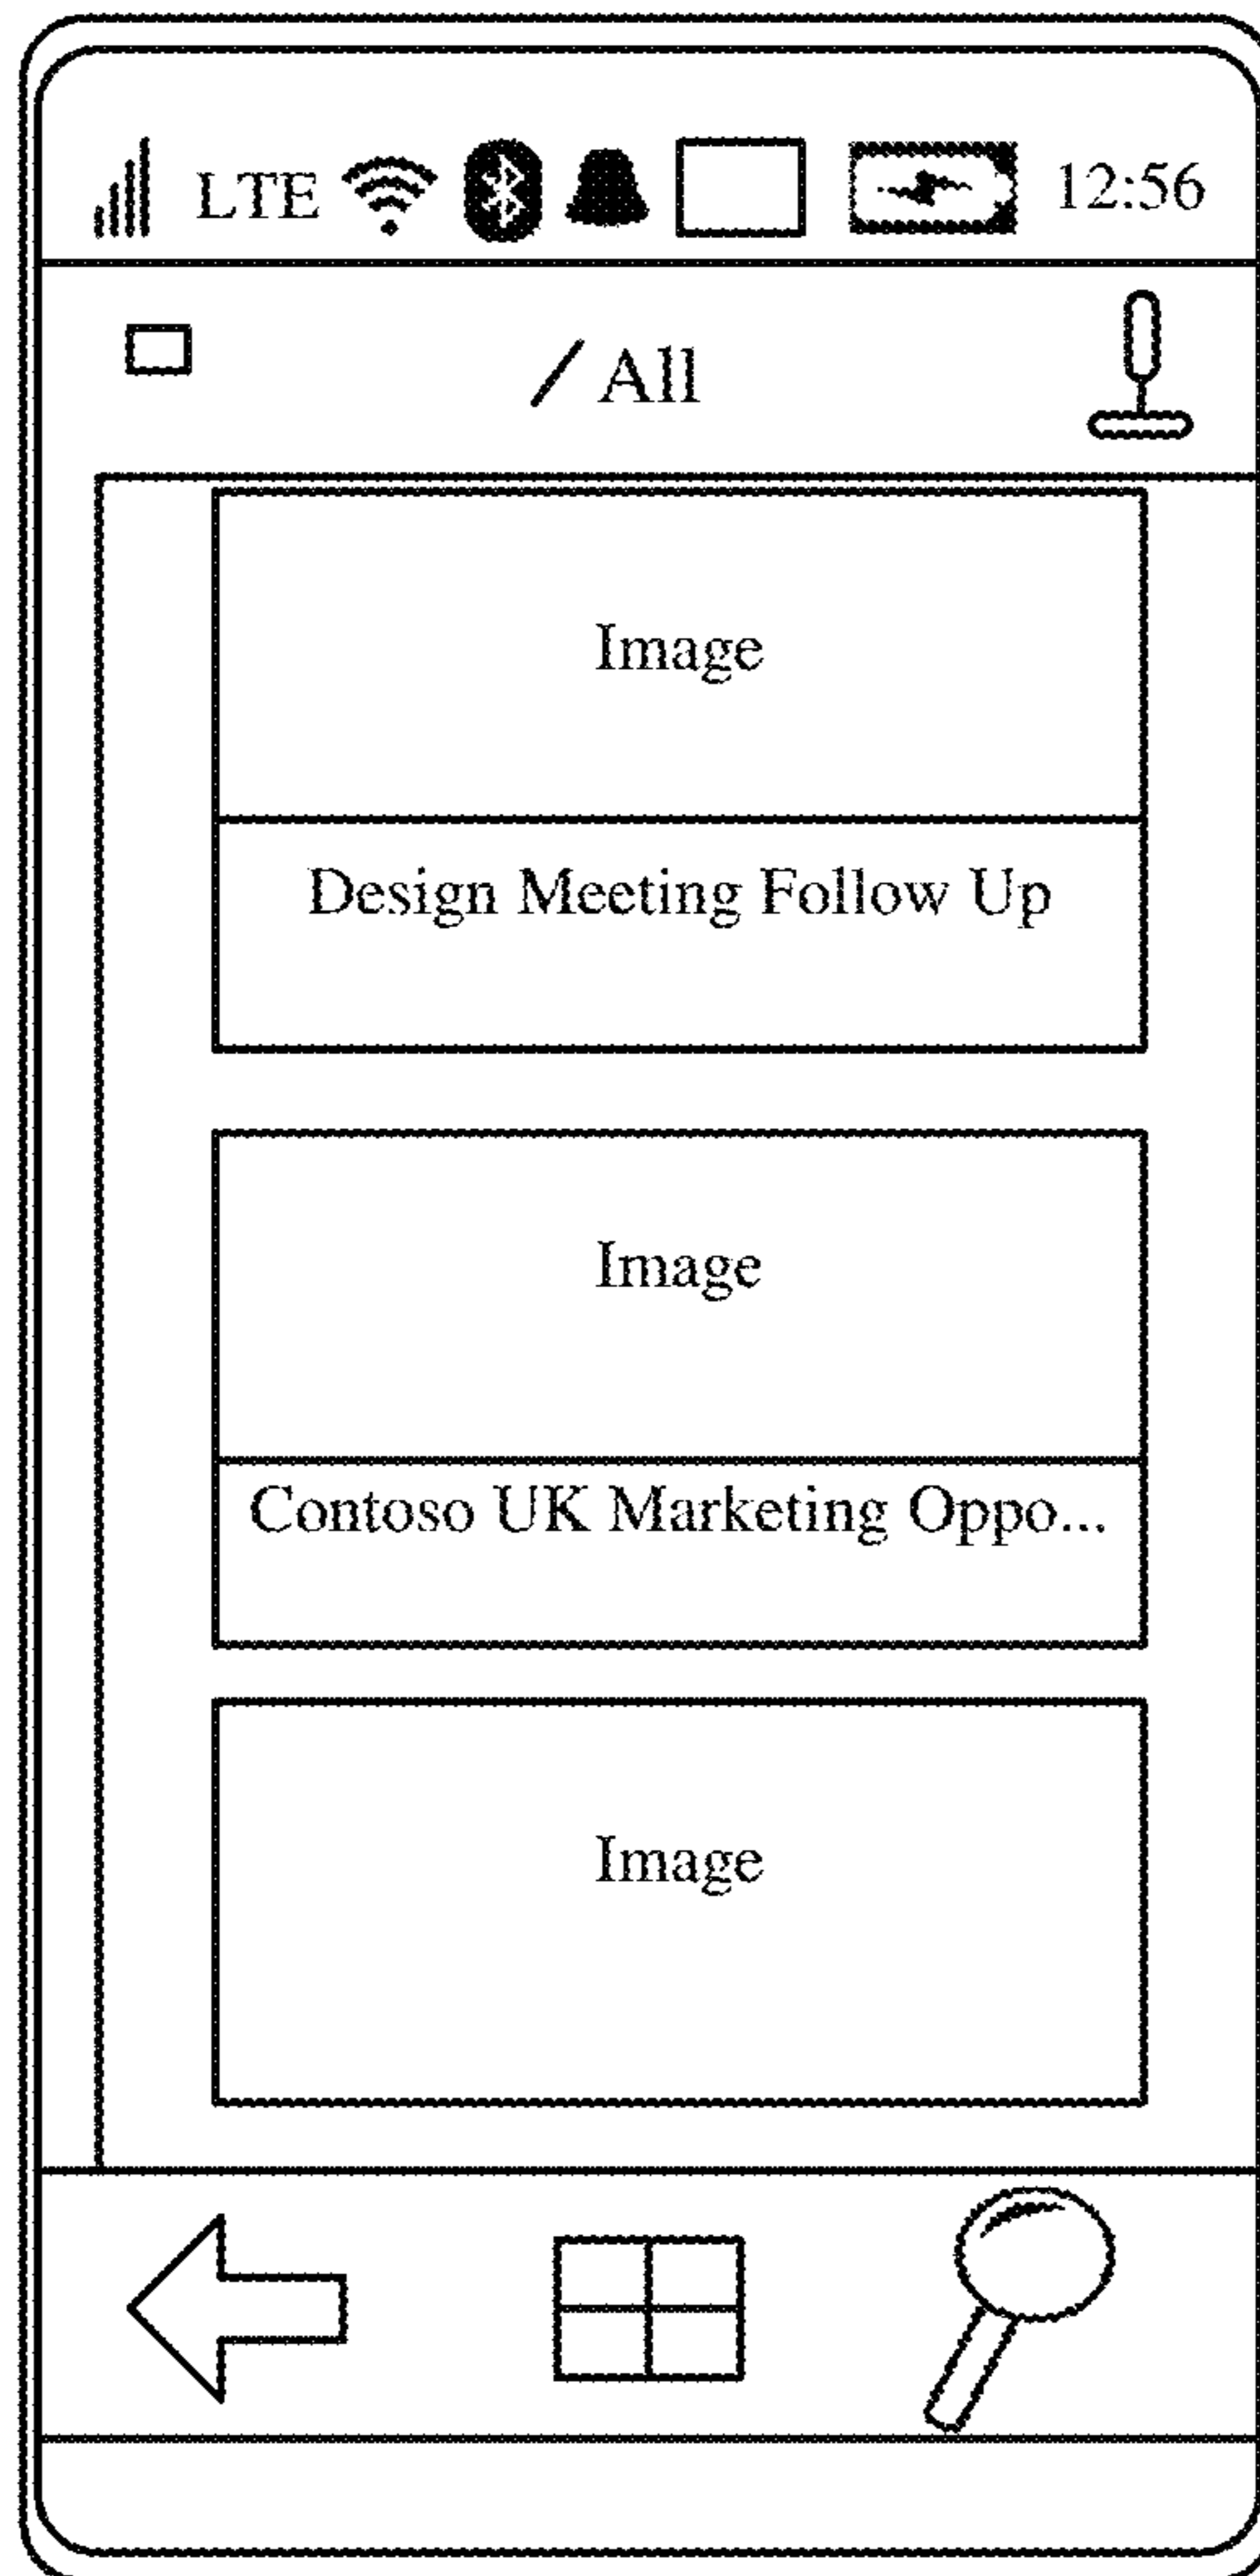 LTE 12:56
/ All
Image
Design Meeting Follow Up
Image
Contoso UK Marketing Oppo...
Image